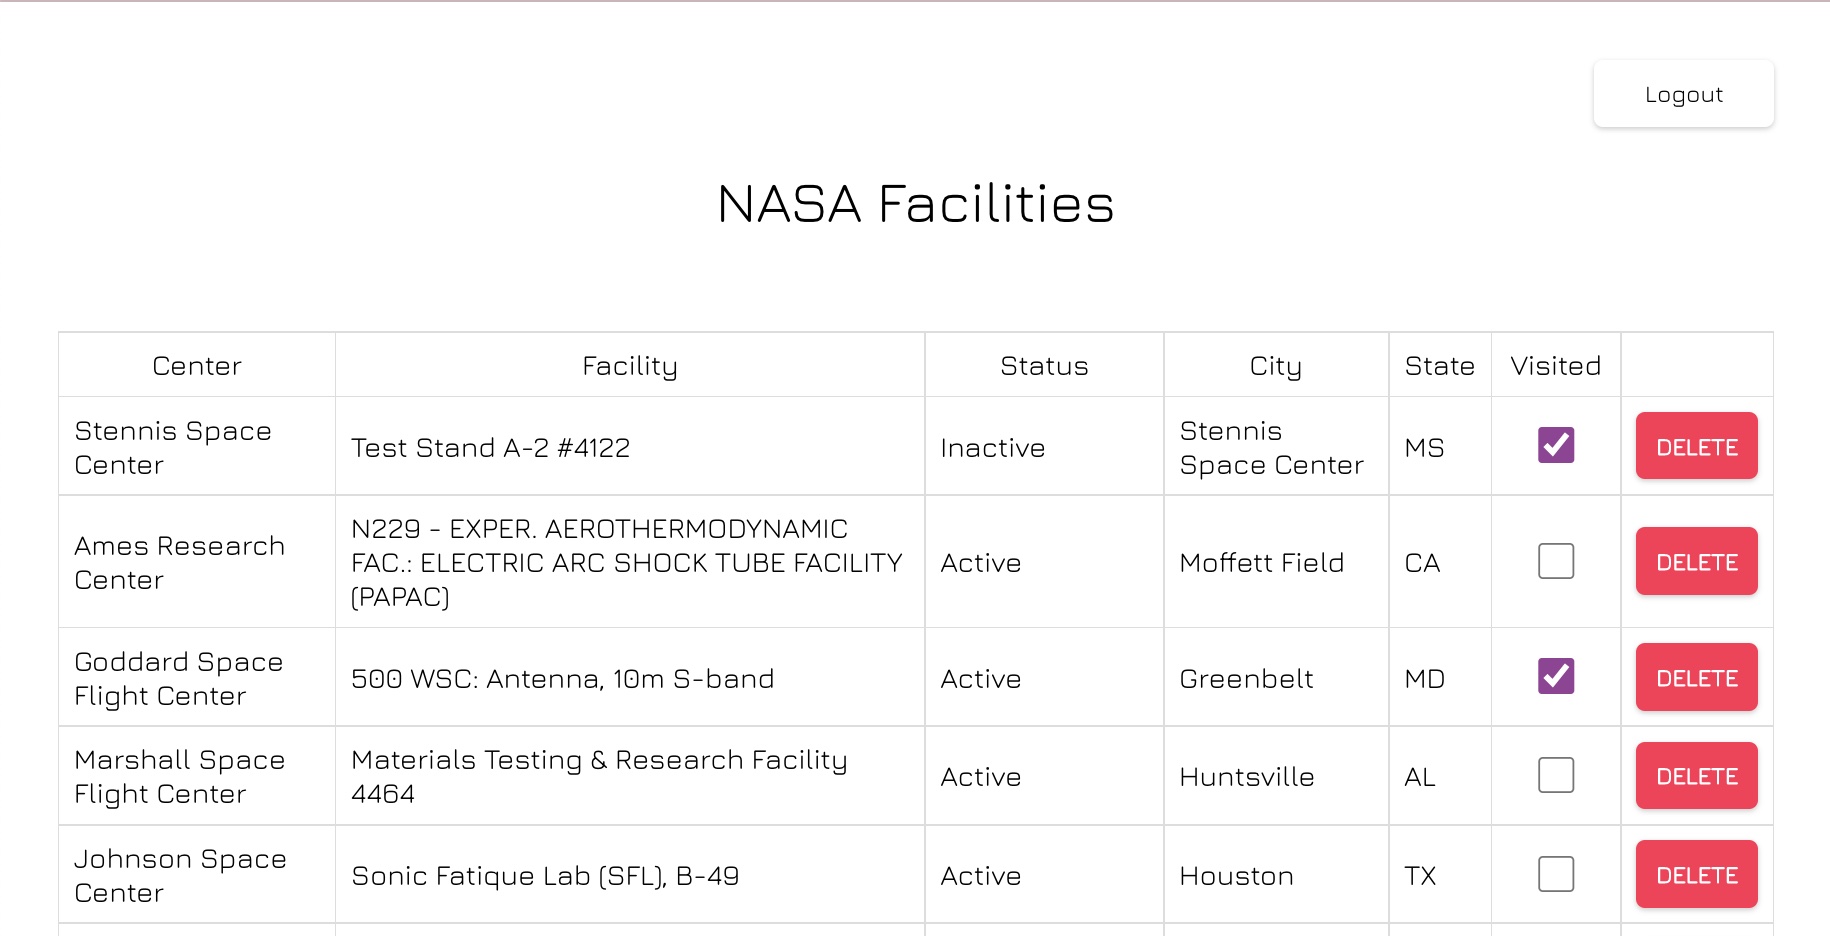 Logout
NASA Facilities
Center Facility Status City State Visited
Stennis Space
Center
Test Stand A-2 #4122
Inactive
Stennis
Space Center
MS
DELETE
Ames Research
Center
N229 - EXPER. AEROTHERMODYNAMIC
FAC.: ELECTRIC ARC SHOCK TUBE FACILITY
(PAPAC)
Active
Moffett Field
CA
DELETE
Goddard Space
Flight Center
500 WSC: Antenna, 10m S-band
Active
Greenbelt
MD
DELETE
Marshall Space
Flight Center
Materials Testing & Research Facility
4464
Active
Huntsville
AL
DELETE
Johnson Space
Center
Sonic Fatique Lab (SFL), B-49
Active
Houston
TX
DELETE